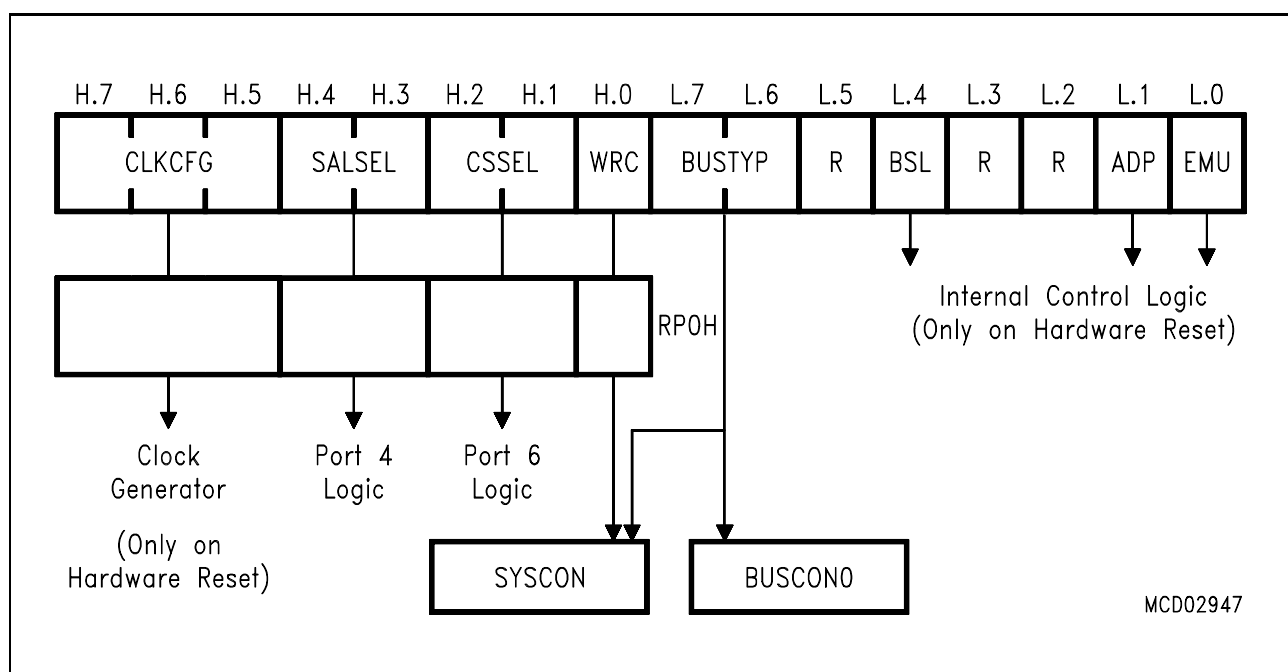 H.7 H.6 H.5 H.4 H.3 H.2 H.1 H.0 L.7 L.6 L.5 L.4 L.3 L.2 L.1 L.0
CLKCFG SALSEL CSSEL WRC BUSTYP R BSL R R ADP EMU
RP0H
Internal Control Logic
(Only on Hardware Reset)
Clock
Generator
(Only on
Hardware Reset)
Port 4
Logic
Port 6
Logic
SYSCON
BUSCON0
MCD02947